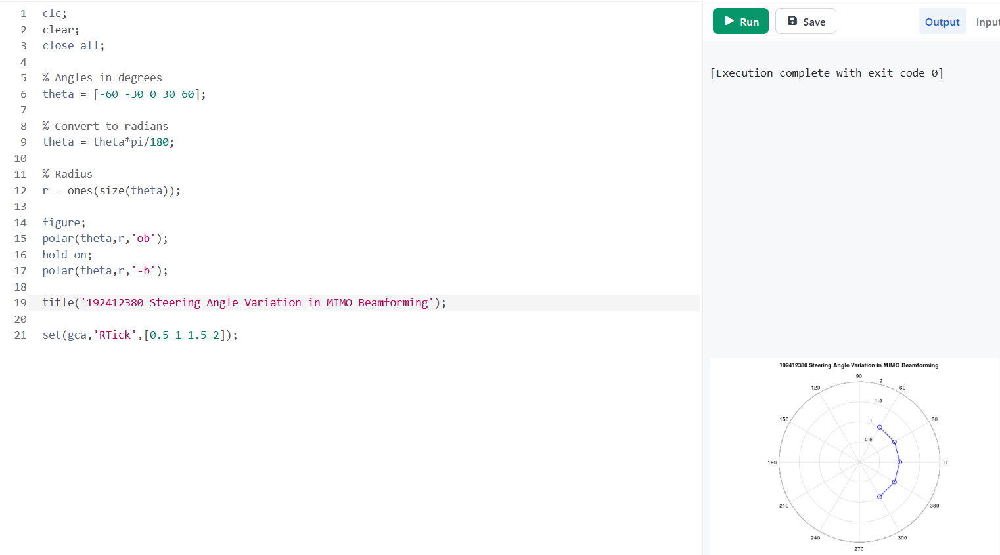 1 clc;
2 clear;
3 close all;
4
5 % Angles in degrees
6 theta = [-60 -30 0 30 60];
7
8 % Convert to radians
9 theta = theta*pi/180;
10
11 % Radius
12 r = ones(size(theta));
13
14 figure;
15 polar(theta,r,'ob');
16 hold on;
17 polar(theta,r,'-b');
18
19 title('192412380 Steering Angle Variation in MIMO Beamforming');
20
21 set(gca,'RTick',[0.5 1 1.5 2]);
Run Save Output Input
[Execution complete with exit code 0]
192412380 Steering Angle Variation in MIMO Beamforming
90
2
120 60
1.5
150 1 30
0.5
180 0
210 330
240 300
270